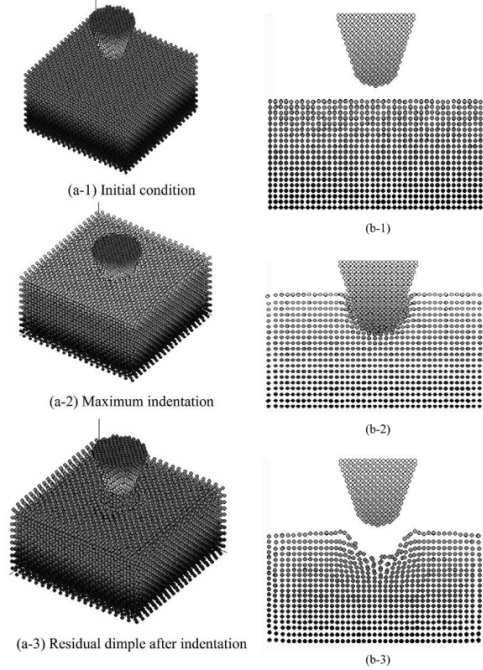 (a-1) Initial condition
(b-1)
(a-2) Maximum indentation
(b-2)
(a-3) Residual dimple after indentation
(b-3)